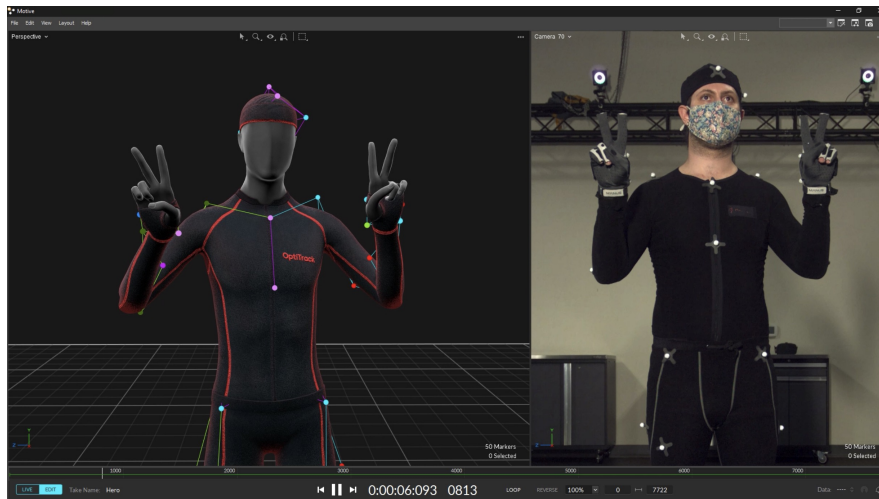 Motive
File Edit View Layout Help
Perspective
Camera 70
OptiTrack
50 Markers
0 Selected
50 Markers
0 Selected
1000 2000 3000 4000 5000 6000 7000
LIVE EDIT Take Name Hero 0:00:06:093 0813 LOOP REVERSE 100% 0 7722 Data